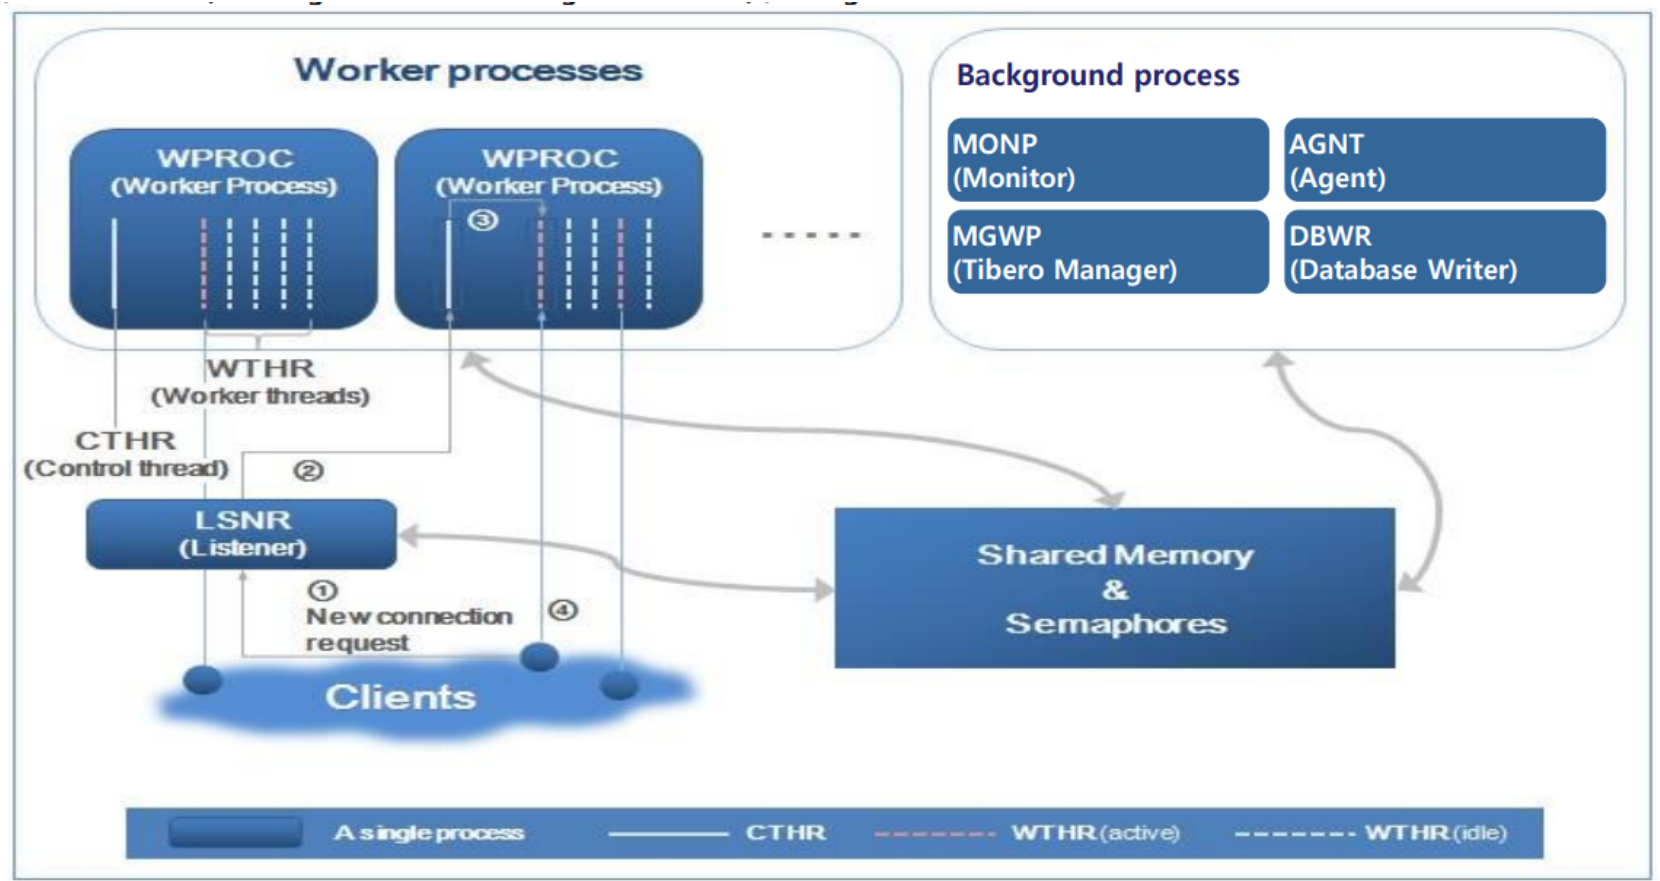 Worker processes
WPROC
(Worker Process)
WPROC
(Worker Process)
③
.....
WTHR
(Worker threads)
CTHR
(Control thread)
②
LSNR
(Listener)
①
New connection
request
④
Clients
Background process
MONP
(Monitor)
AGNT
(Agent)
MGWP
(Tibero Manager)
DBWR
(Database Writer)
Shared Memory
&
Semaphores
A single process
CTHR
WTHR (active)
WTHR (idle)